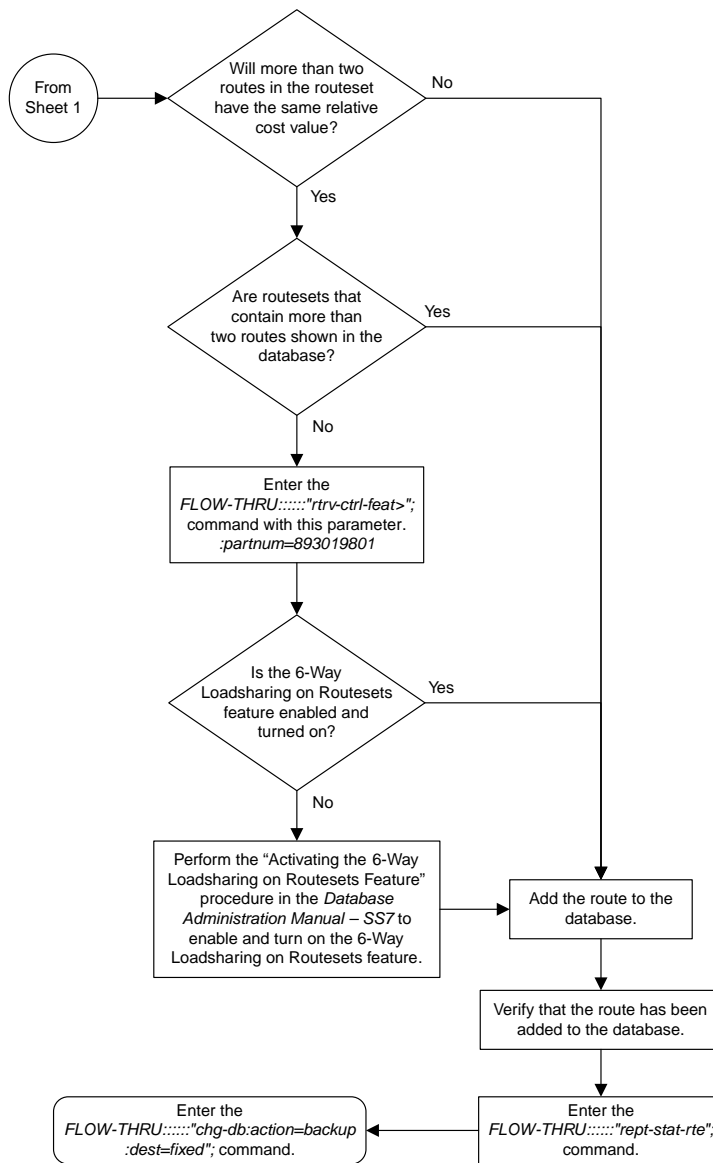 From
Sheet 1
Will more than two
routes in the routeset
have the same relative
cost value?
No
Yes
Are routesets that
contain more than
two routes shown in the
database?
Yes
No
Enter the
FLOW-THRU::::::"rtrv-ctrl-feat>";
command with this parameter.
:partnum=893019801
Is the 6-Way
Loadsharing on Routesets
feature enabled and
turned on?
Yes
No
Perform the “Activating the 6-Way
Loadsharing on Routesets Feature”
procedure in the Database
Administration Manual – SS7 to
enable and turn on the 6-Way
Loadsharing on Routesets feature.
Add the route to the
database.
Verify that the route has been
added to the database.
Enter the
FLOW-THRU::::::"rept-stat-rte";
command.
Enter the
FLOW-THRU::::::"chg-db:action=backup
:dest=fixed"; command.